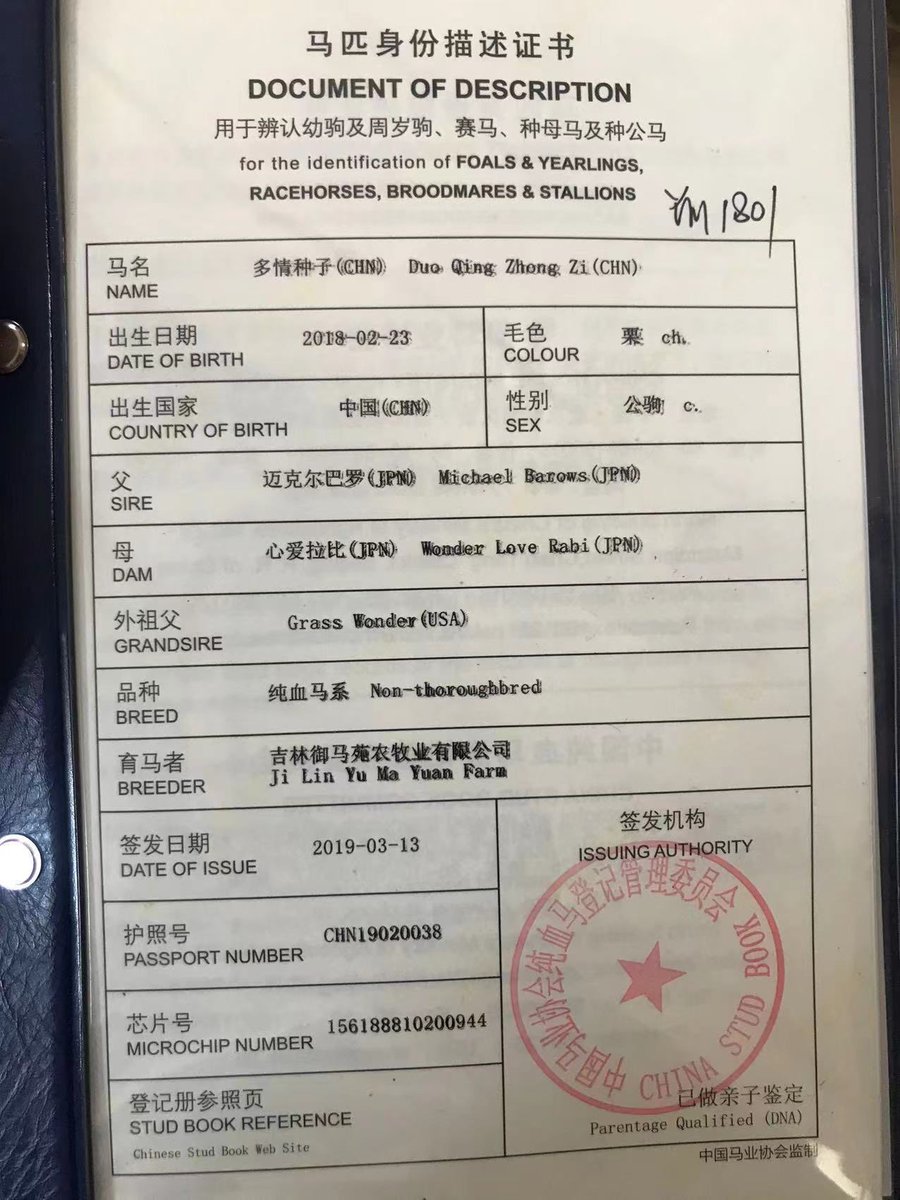 马匹身份描述证书
DOCUMENT OF DESCRIPTION
用于辨认幼驹及周岁驹、赛马、种母马及种公马
for the identification of FOALS & YEARLINGS,
RACEHORSES, BROODMARES & STALLIONS
1801
马名 多情种子(CHN) Duo Qing Zhong Zi(CHN)
NAME
出生日期 2018-02-23
DATE OF BIRTH
毛色 栗 ch.
COLOUR
出生国家 中国(CHN)
COUNTRY OF BIRTH
性别 公驹 c.
SEX
父 迈克尔巴罗(JPN) Michael Barows(JPN)
SIRE
母 心爱拉比(JPN) Wonder Love Rabi(JPN)
DAM
外祖父 Grass Wonder(USA)
GRANDSIRE
品种 纯血马系 Non-thoroughbred
BREED
育马者 吉林御马苑农牧业有限公司
BREEDER Ji Lin Yu Ma Yuan Farm
签发日期 2019-03-13
DATE OF ISSUE
护照号 CHN19020038
PASSPORT NUMBER
芯片号 156188810200944
MICROCHIP NUMBER
登记册参照页
STUD BOOK REFERENCE
Chinese Stud Book Web Site
签发机构
ISSUING AUTHORITY
中国马业协会纯血马登记管理委员会
CHINA STUD BOOK
已做亲子鉴定
Parentage Qualified (DNA)
中国马业协会监制